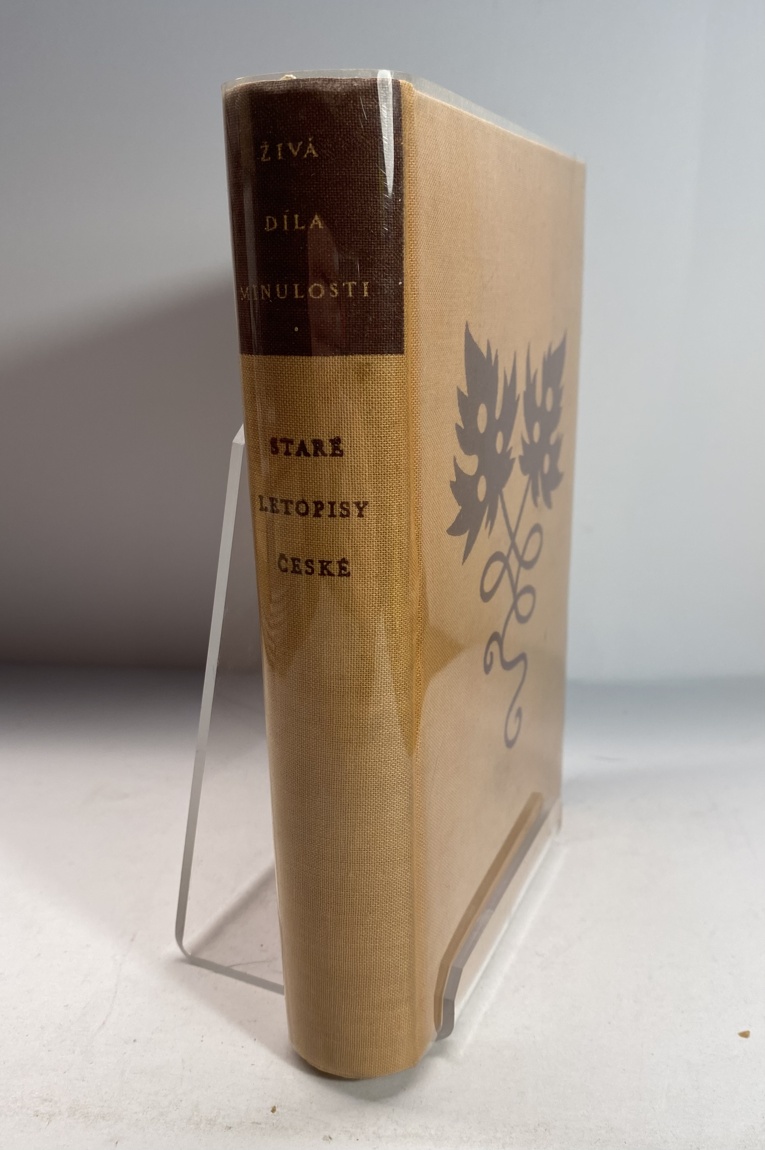 ŽIVÁ
DÍLA
MINULOSTI
STARÉ
LETOPISY
ČESKÉ